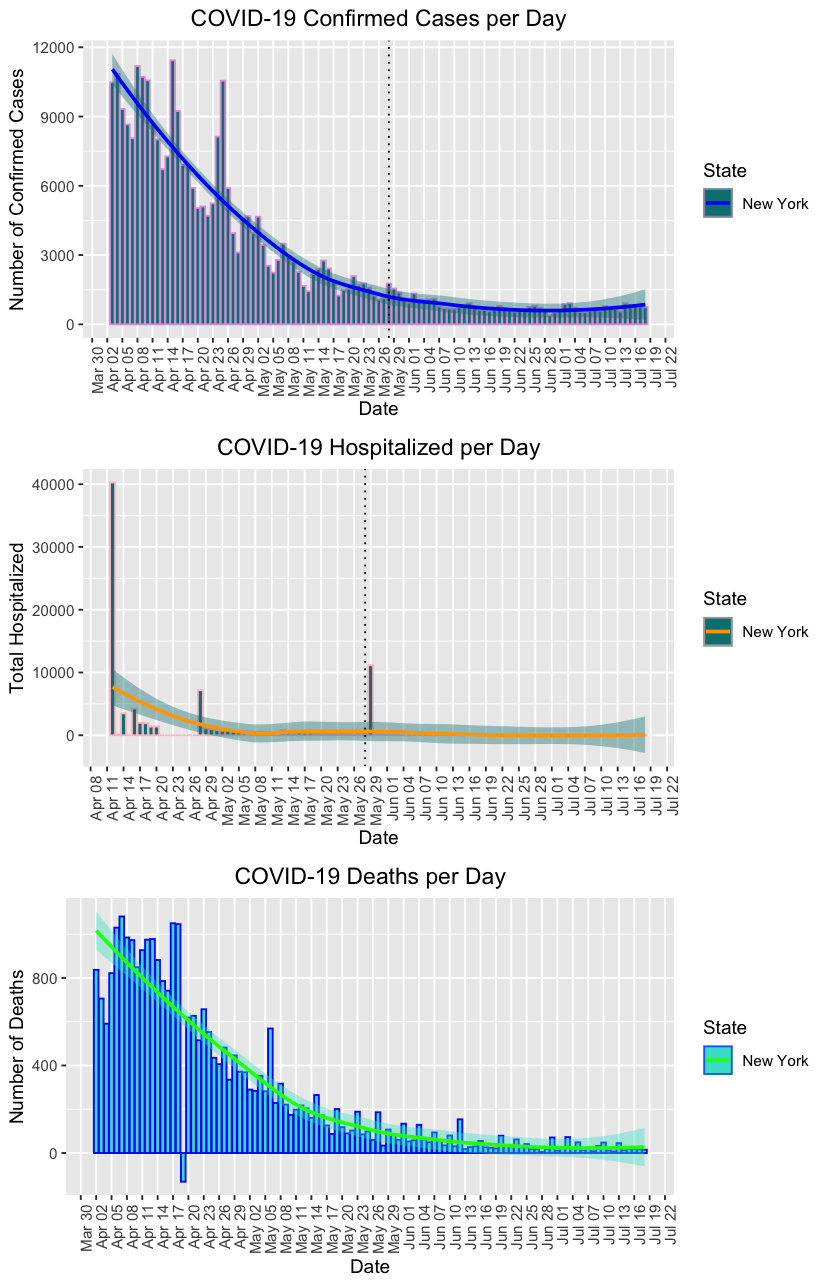 COVID-19 Confirmed Cases per Day
Number of Confirmed Cases
12000
9000
6000
3000
0
Mar 30
Apr 02
Apr 05
Apr 08
Apr 11
Apr 14
Apr 17
Apr 20
Apr 23
Apr 26
Apr 29
May 02
May 05
May 08
May 11
May 14
May 17
May 20
May 23
May 26
May 29
Jun 01
Jun 04
Jun 07
Jun 10
Jun 13
Jun 16
Jun 19
Jun 22
Jun 25
Jun 28
Jul 01
Jul 04
Jul 07
Jul 10
Jul 13
Jul 16
Jul 19
Jul 22
Date
State
New York
COVID-19 Hospitalized per Day
Total Hospitalized
40000
30000
20000
10000
0
Apr 08
Apr 11
Apr 14
Apr 17
Apr 20
Apr 23
Apr 26
Apr 29
May 02
May 05
May 08
May 11
May 14
May 17
May 20
May 23
May 26
May 29
Jun 01
Jun 04
Jun 07
Jun 10
Jun 13
Jun 16
Jun 19
Jun 22
Jun 25
Jun 28
Jul 01
Jul 04
Jul 07
Jul 10
Jul 13
Jul 16
Jul 19
Jul 22
Date
State
New York
COVID-19 Deaths per Day
Number of Deaths
800
400
0
Mar 30
Apr 02
Apr 05
Apr 08
Apr 11
Apr 14
Apr 17
Apr 20
Apr 23
Apr 26
Apr 29
May 02
May 05
May 08
May 11
May 14
May 17
May 20
May 23
May 26
May 29
Jun 01
Jun 04
Jun 07
Jun 10
Jun 13
Jun 16
Jun 19
Jun 22
Jun 25
Jun 28
Jul 01
Jul 04
Jul 07
Jul 10
Jul 13
Jul 16
Jul 19
Jul 22
Date
State
New York